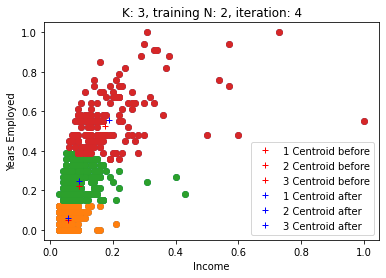 K: 3, training N: 2, iteration: 4
Years Employed
1.0
0.8
0.6
0.4
0.2
0.0
1 Centroid before
2 Centroid before
3 Centroid before
1 Centroid after
2 Centroid after
3 Centroid after
0.0 0.2 0.4 0.6 0.8 1.0
Income